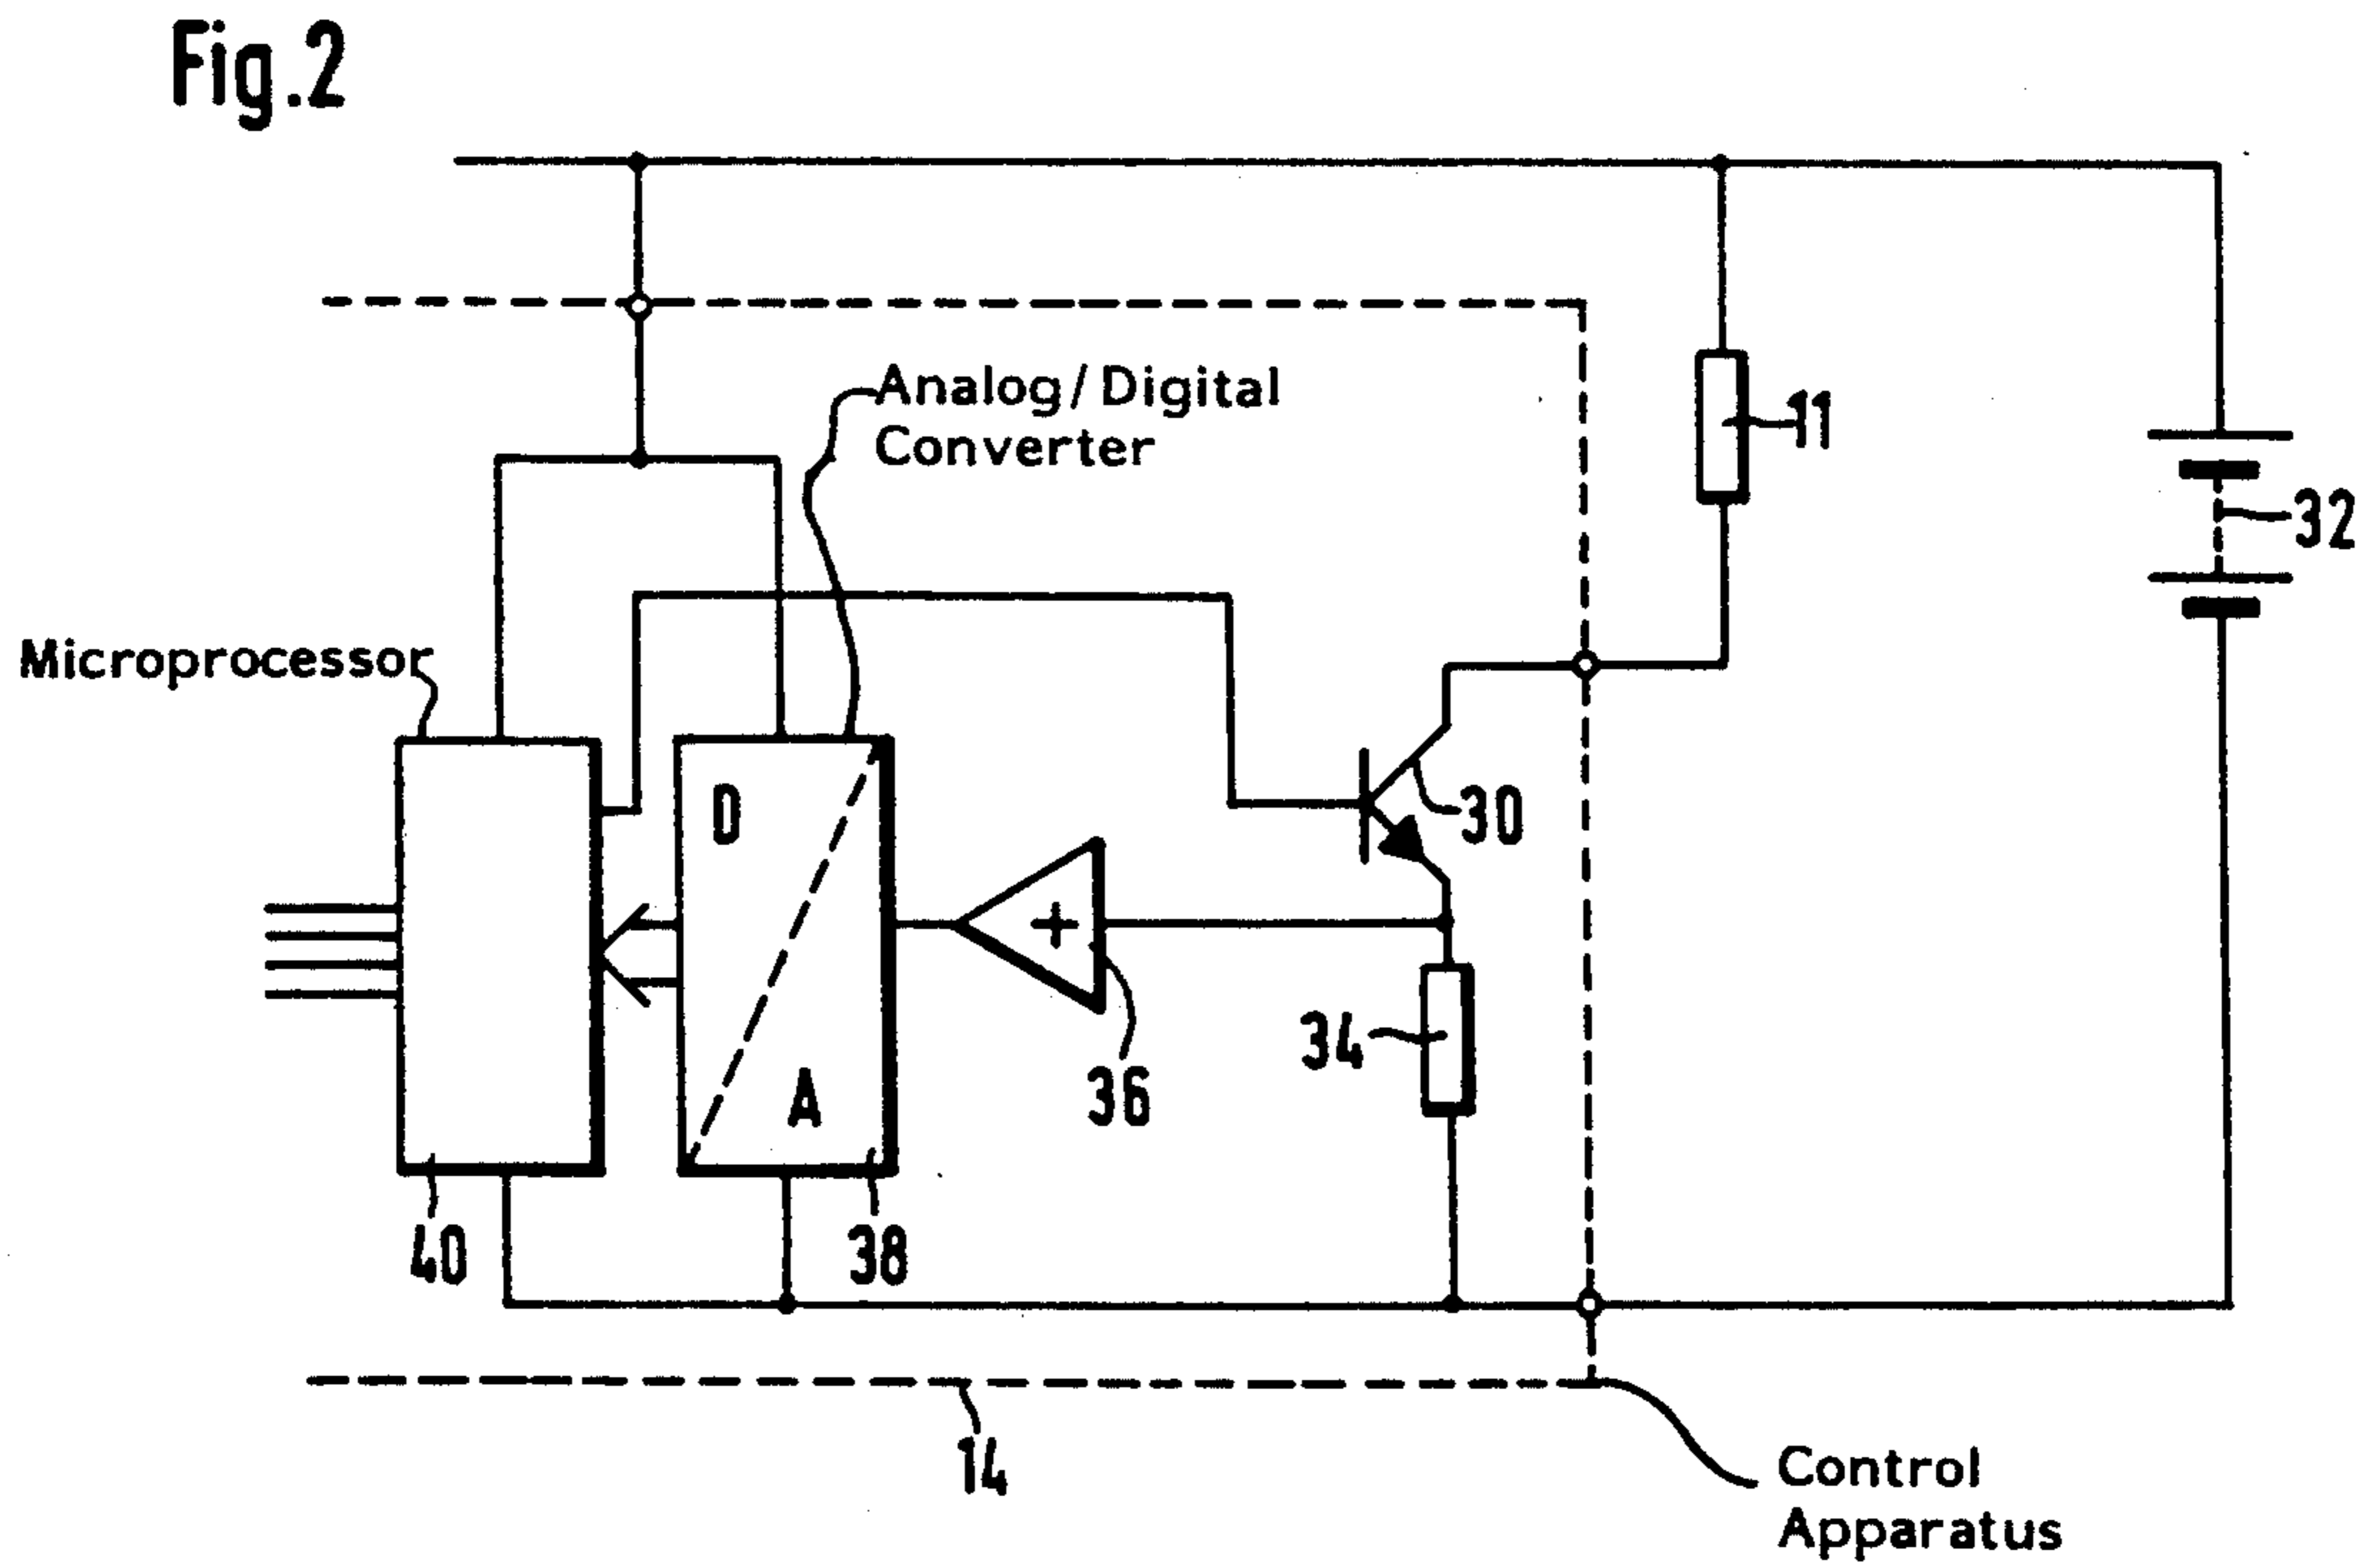 Fig.2
Analog/Digital
Converter
11
32
Microprocessor
D
30
+
A
34
36
40
38
14
Control
Apparatus